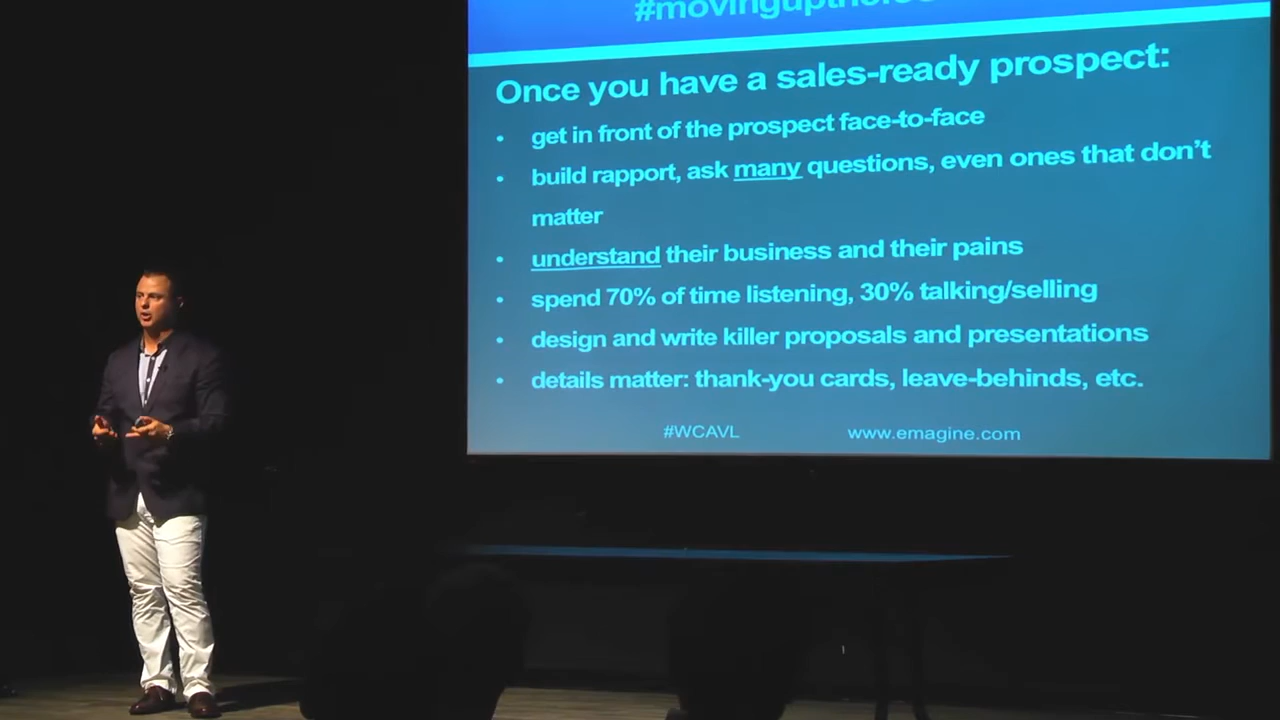 Once you have a sales-ready prospect:
• get in front of the prospect face-to-face
• build rapport, ask many questions, even ones that don't
matter
• understand their business and their pains
• spend 70% of time listening, 30% talking/selling
• design and write killer proposals and presentations
• details matter: thank-you cards, leave-behinds, etc.
#WCAVL www.emagine.com